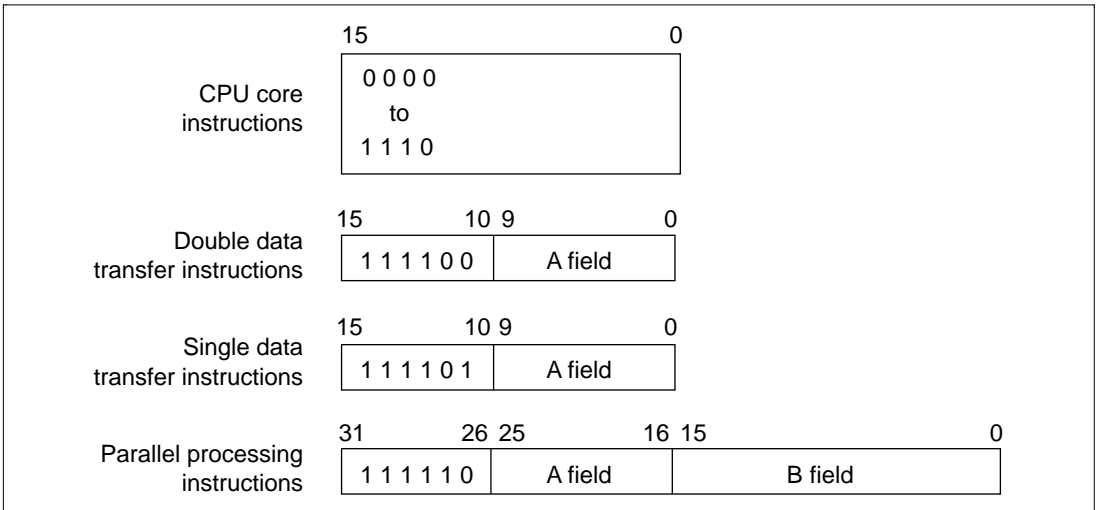 15 0
CPU core
instructions
0 0 0 0
to
1 1 1 0
15 10 9 0
Double data
transfer instructions
1 1 1 1 0 0 A field
15 10 9 0
Single data
transfer instructions
1 1 1 1 0 1 A field
31 26 25 16 15 0
Parallel processing
instructions
1 1 1 1 1 0 A field B field